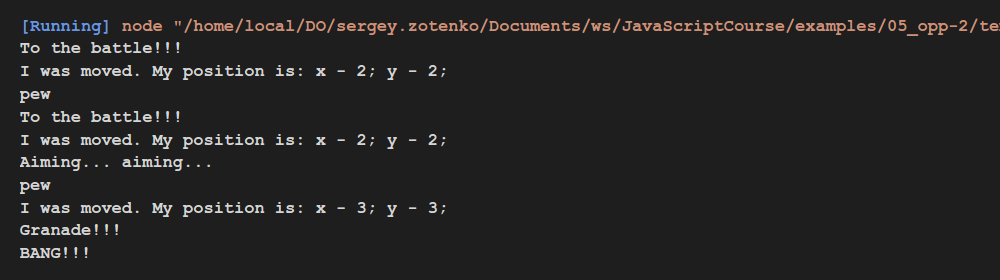 [Running] node "/home/local/DO/sergey.zotenko/Documents/ws/JavaScriptCourse/examples/05_opp-2/te
To the battle!!!
I was moved. My position is: x - 2; y - 2;
pew
To the battle!!!
I was moved. My position is: x - 2; y - 2;
Aiming... aiming...
pew
I was moved. My position is: x - 3; y - 3;
Granade!!!
BANG!!!